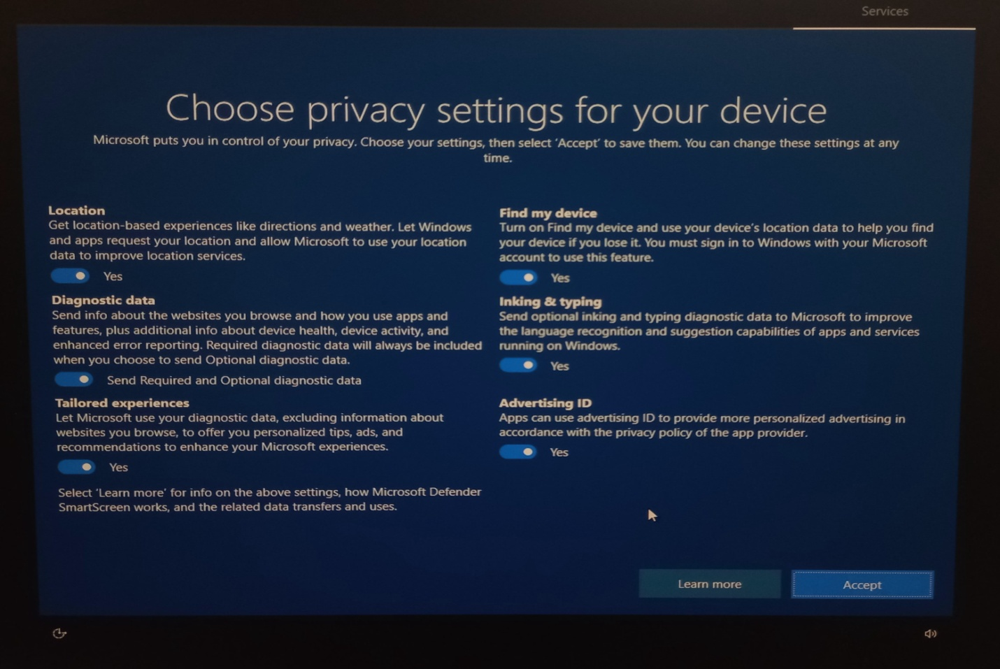 Services
Choose privacy settings for your device
Microsoft puts you in control of your privacy. Choose your settings, then select 'Accept' to save them. You can change these settings at any
time.
Location
Get location-based experiences like directions and weather. Let Windows
and apps request your location and allow Microsoft to use your location
data to improve location services.
Yes
Diagnostic data
Send info about the websites you browse and how you use apps and
features, plus additional info about device health, device activity, and
enhanced error reporting. Required diagnostic data will always be included
when you choose to send Optional diagnostic data.
Send Required and Optional diagnostic data
Tailored experiences
Let Microsoft use your diagnostic data, excluding information about
websites you browse, to offer you personalized tips, ads, and
recommendations to enhance your Microsoft experiences.
Yes
Select 'Learn more' for info on the above settings, how Microsoft Defender
SmartScreen works, and the related data transfers and uses.
Find my device
Turn on Find my device and use your device's location data to help you find
your device if you lose it. You must sign in to Windows with your Microsoft
account to use this feature.
Yes
Inking & typing
Send optional inking and typing diagnostic data to Microsoft to improve
the language recognition and suggestion capabilities of apps and services
running on Windows.
Yes
Advertising ID
Apps can use advertising ID to provide more personalized advertising in
accordance with the privacy policy of the app provider.
Yes
Learn more
Accept